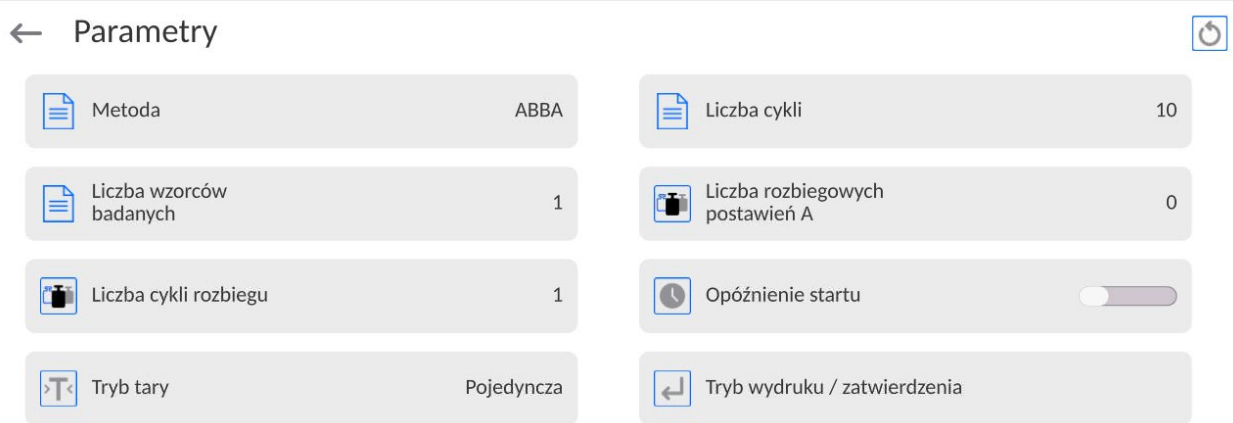 Parametry
Metoda ABBA
Liczba cykli 10
Liczba wzorców
badanych 1
Liczba rozbiegowych
postawień A 0
Liczba cykli rozbiegu 1
Opóźnienie startu
>T< Tryb tary Pojedyncza
Tryb wydruku / zatwierdzenia